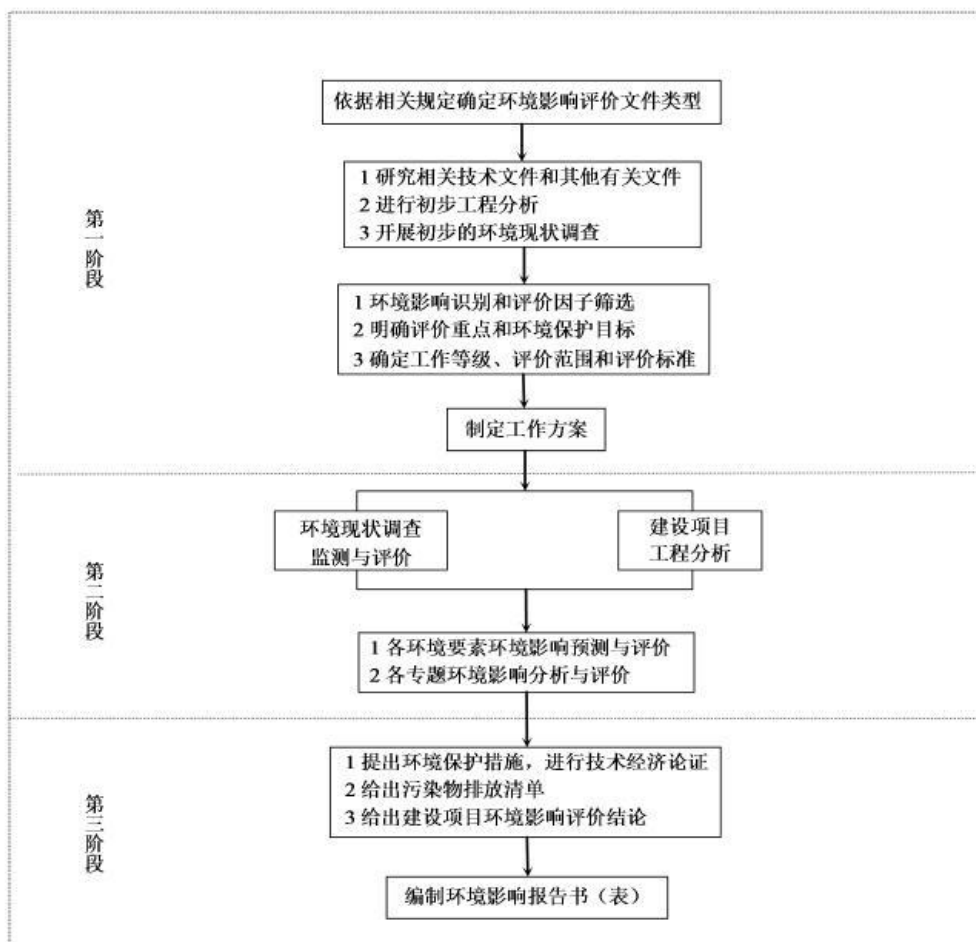 依据相关规定确定环境影响评价文件类型
1 研究相关技术文件和其他有关文件
2 进行初步工程分析
3 开展初步的环境现状调查
第一阶段
1 环境影响识别和评价因子筛选
2 明确评价重点和环境保护目标
3 确定工作等级、评价范围和评价标准
制定工作方案
环境现状调查
监测与评价
建设项目
工程分析
第二阶段
1 各环境要素环境影响预测与评价
2 各专题环境影响分析与评价
1 提出环境保护措施，进行技术经济论证
2 给出污染物排放清单
3 给出建设项目环境影响评价结论
第三阶段
编制环境影响报告书（表）